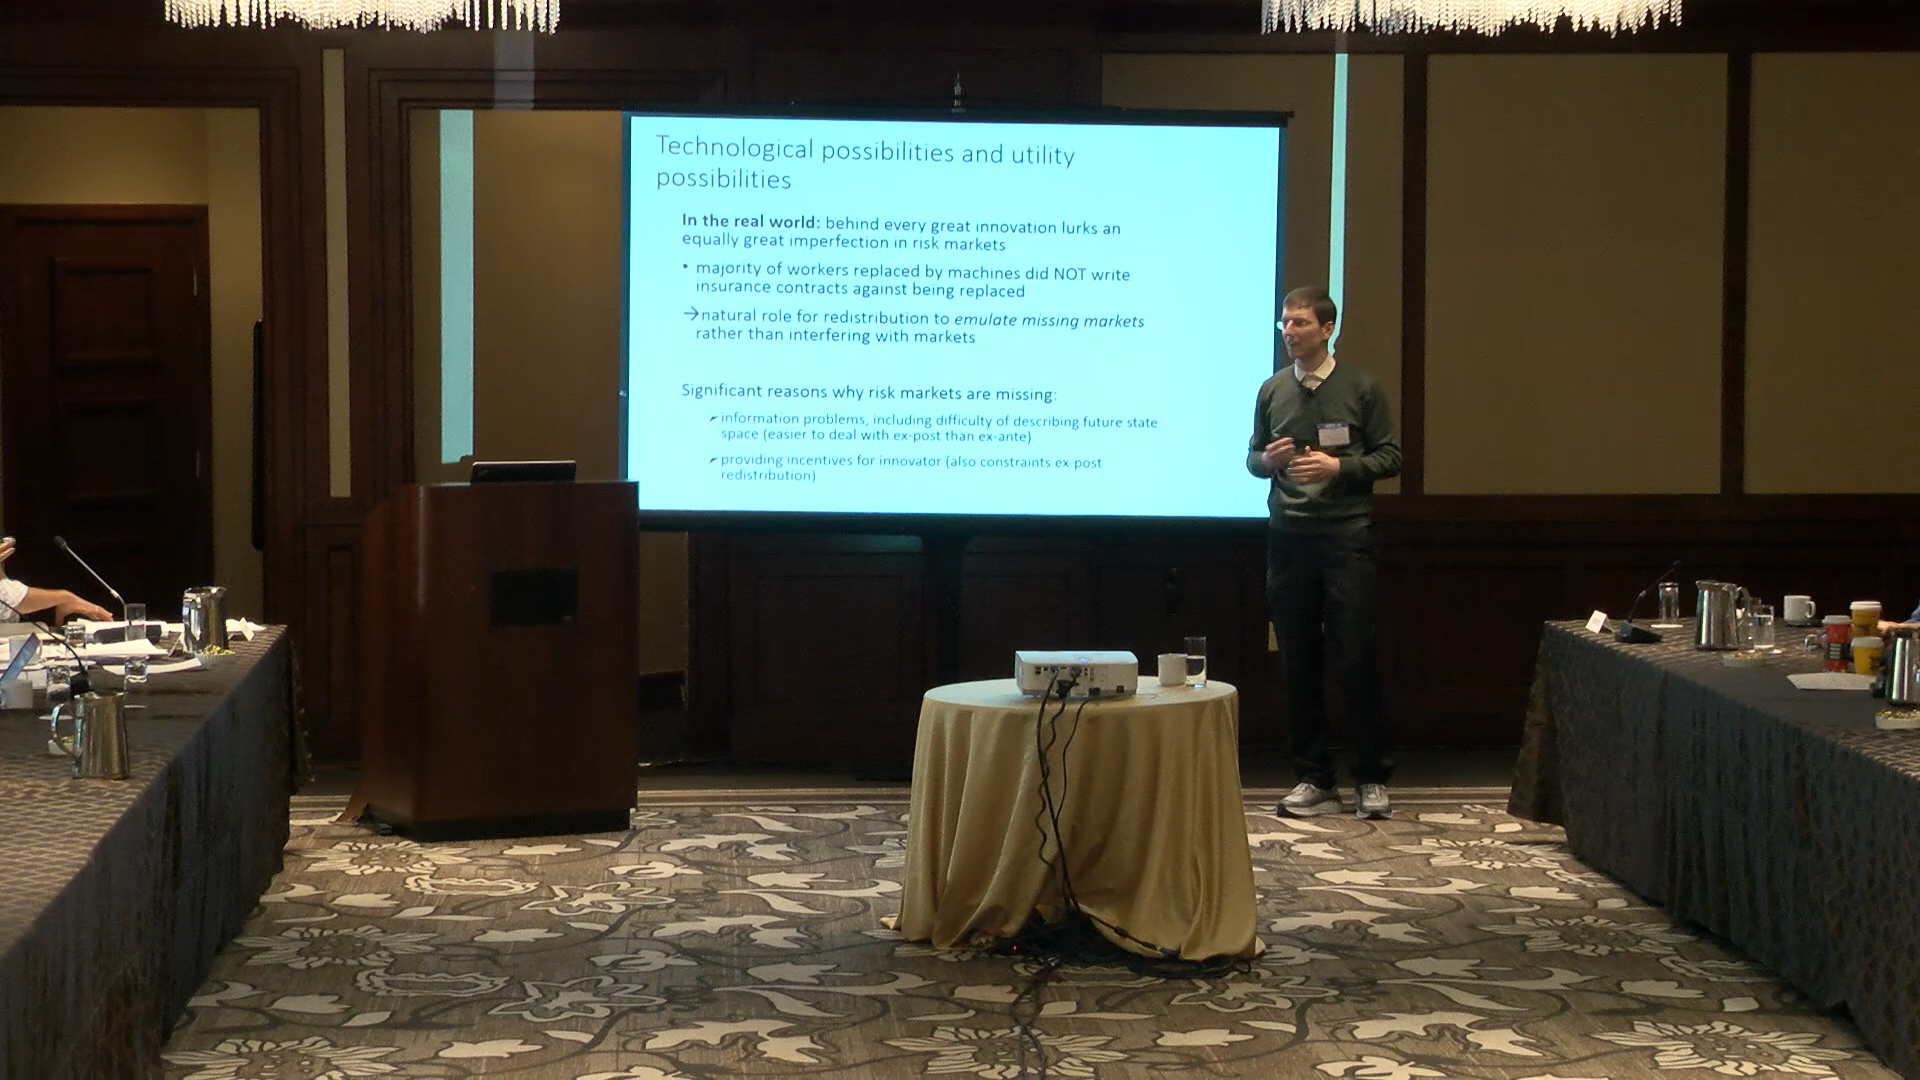 Technological possibilities and utility
possibilities
In the real world: behind every great innovation lurks an
equally great imperfection in risk markets
• majority of workers replaced by machines did NOT write
insurance contracts against being replaced
→natural role for redistribution to emulate missing markets
rather than interfering with markets
Significant reasons why risk markets are missing:
➢information problems, including difficulty of describing future state
space (easier to deal with ex-post than ex-ante)
➢providing incentives for innovator (also constraints ex post
redistribution)